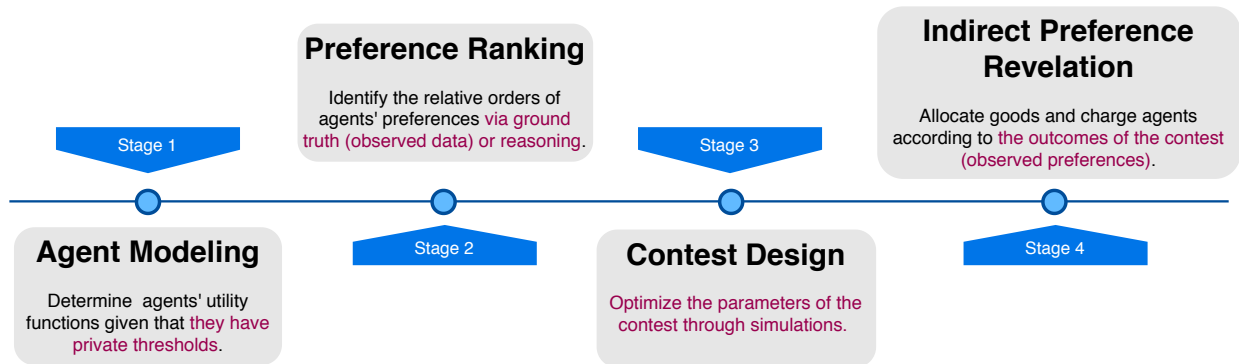 Stage 1
Agent Modeling
Determine agents' utility
functions given that they have
private thresholds.
Preference Ranking
Identify the relative orders of
agents' preferences via ground
truth (observed data) or reasoning.
Stage 2
Stage 3
Contest Design
Optimize the parameters of the
contest through simulations.
Indirect Preference
Revelation
Allocate goods and charge agents
according to the outcomes of the contest
(observed preferences).
Stage 4